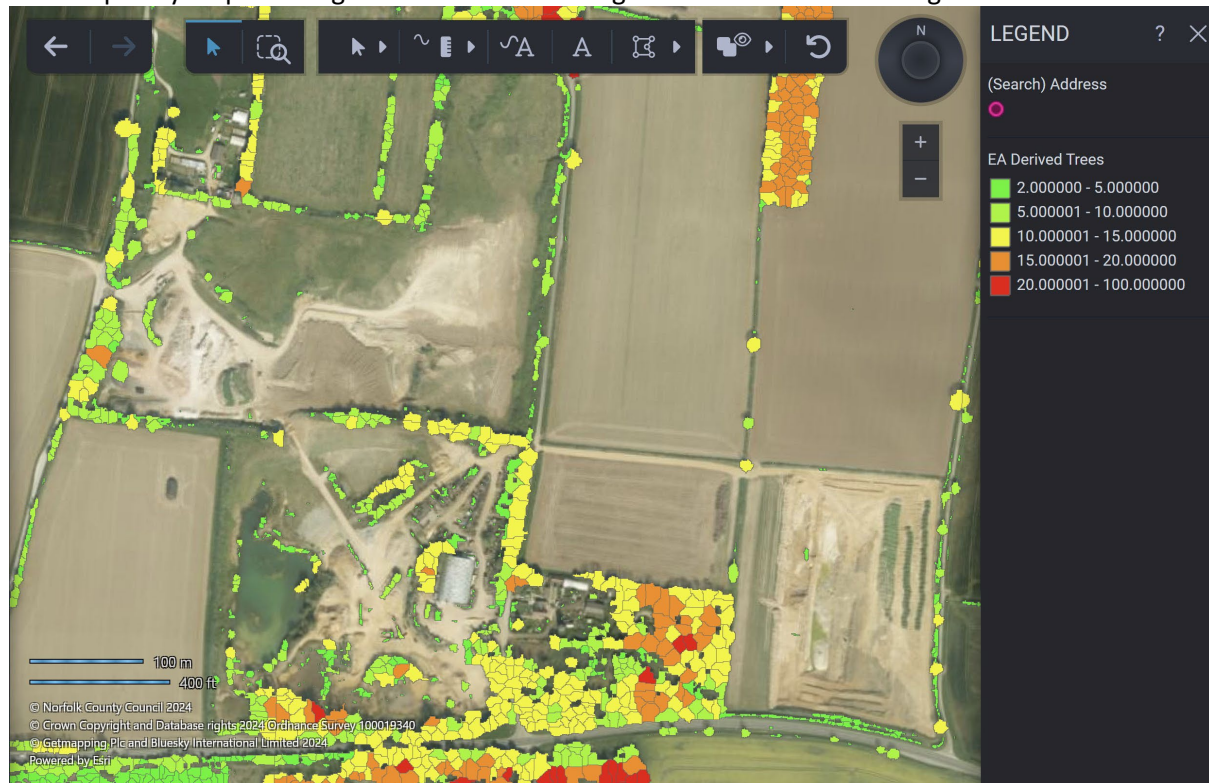 N
A
A
+
−
LEGEND ?
(Search) Address
EA Derived Trees
2.000000 - 5.000000
5.000001 - 10.000000
10.000001 - 15.000000
15.000001 - 20.000000
20.000001 - 100.000000
100 m
400 ft
© Norfolk County Council 2024
© Crown Copyright and Database rights 2024 Ordnance Survey 100019340
© Getmapping Plc and Bluesky International Limited 2024
Powered by Esri